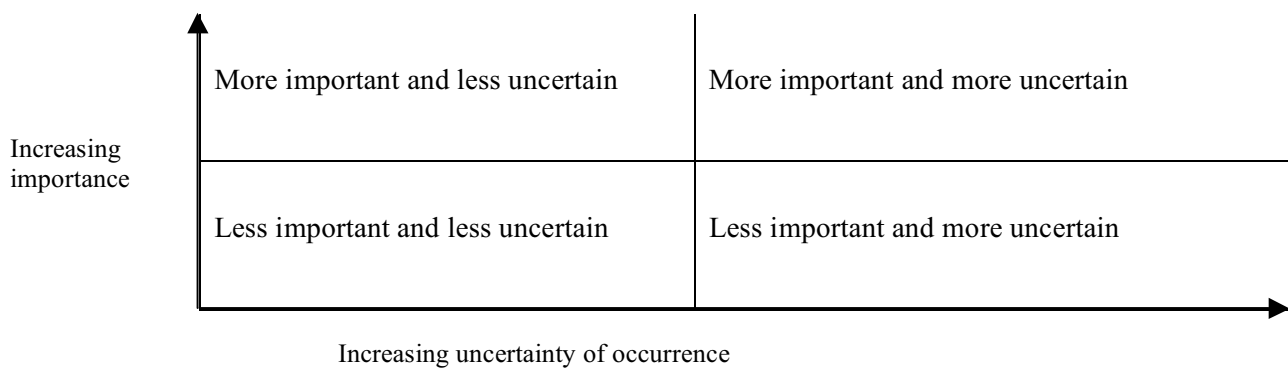 More important and less uncertain
More important and more uncertain
Increasing
importance
Less important and less uncertain
Less important and more uncertain
Increasing uncertainty of occurrence